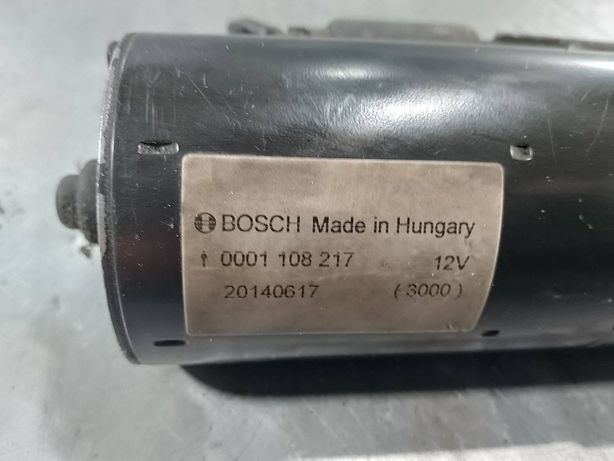 BOSCH Made in Hungary
0001 108 217 12V
20140617 (3000)